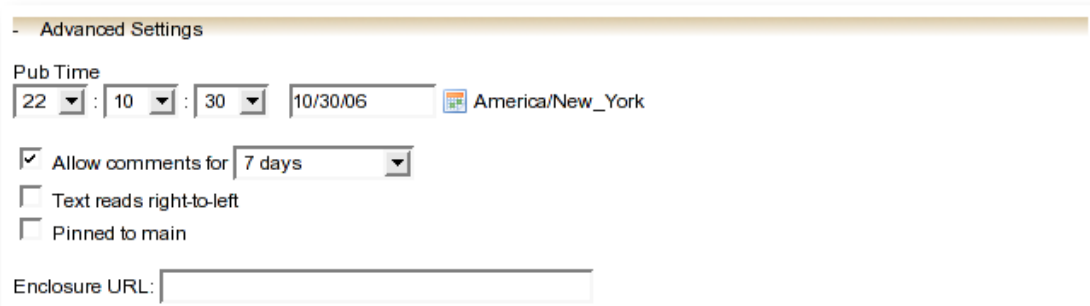 - Advanced Settings
Pub Time
22 : 10 : 30 10/30/06 America/New_York
Allow comments for 7 days
Text reads right-to-left
Pinned to main
Enclosure URL: